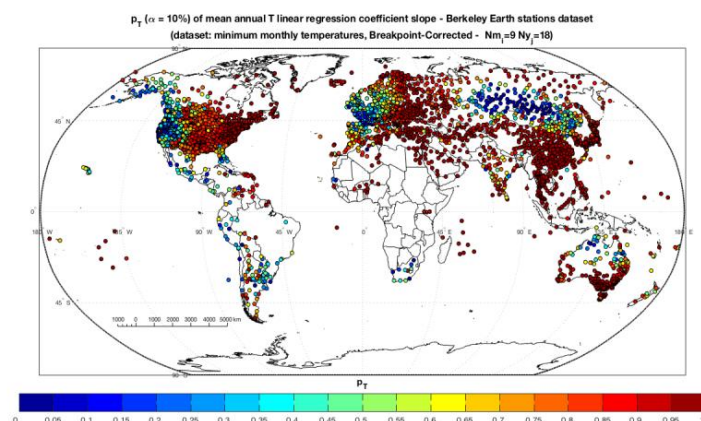 p_T (α = 10%) of mean annual T linear regression coefficient slope - Berkeley Earth stations dataset
(dataset: minimum monthly temperatures, Breakpoint-Corrected - Nm_i=9 Ny_j=18)
45° N
0°
180° W
90° W
0°
45° E
90° E
45° S
1000 0 1000 2000 3000 4000 5000 km
p_T
0 0.05 0.1 0.15 0.2 0.25 0.3 0.35 0.4 0.45 0.5 0.55 0.6 0.65 0.7 0.75 0.8 0.85 0.9 0.95 1